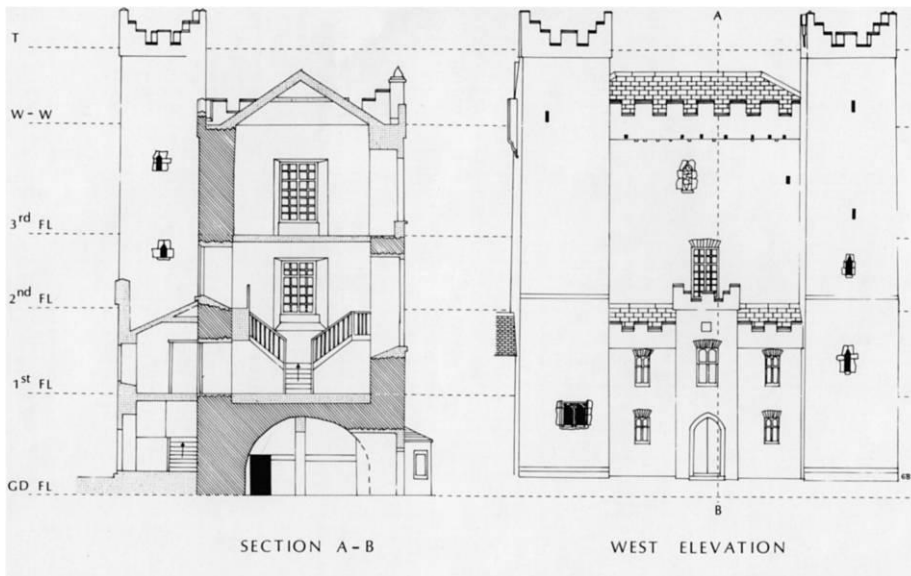 T
W-W
3rd FL
2nd FL
1st FL
GD FL
A
B
SECTION A-B
WEST ELEVATION